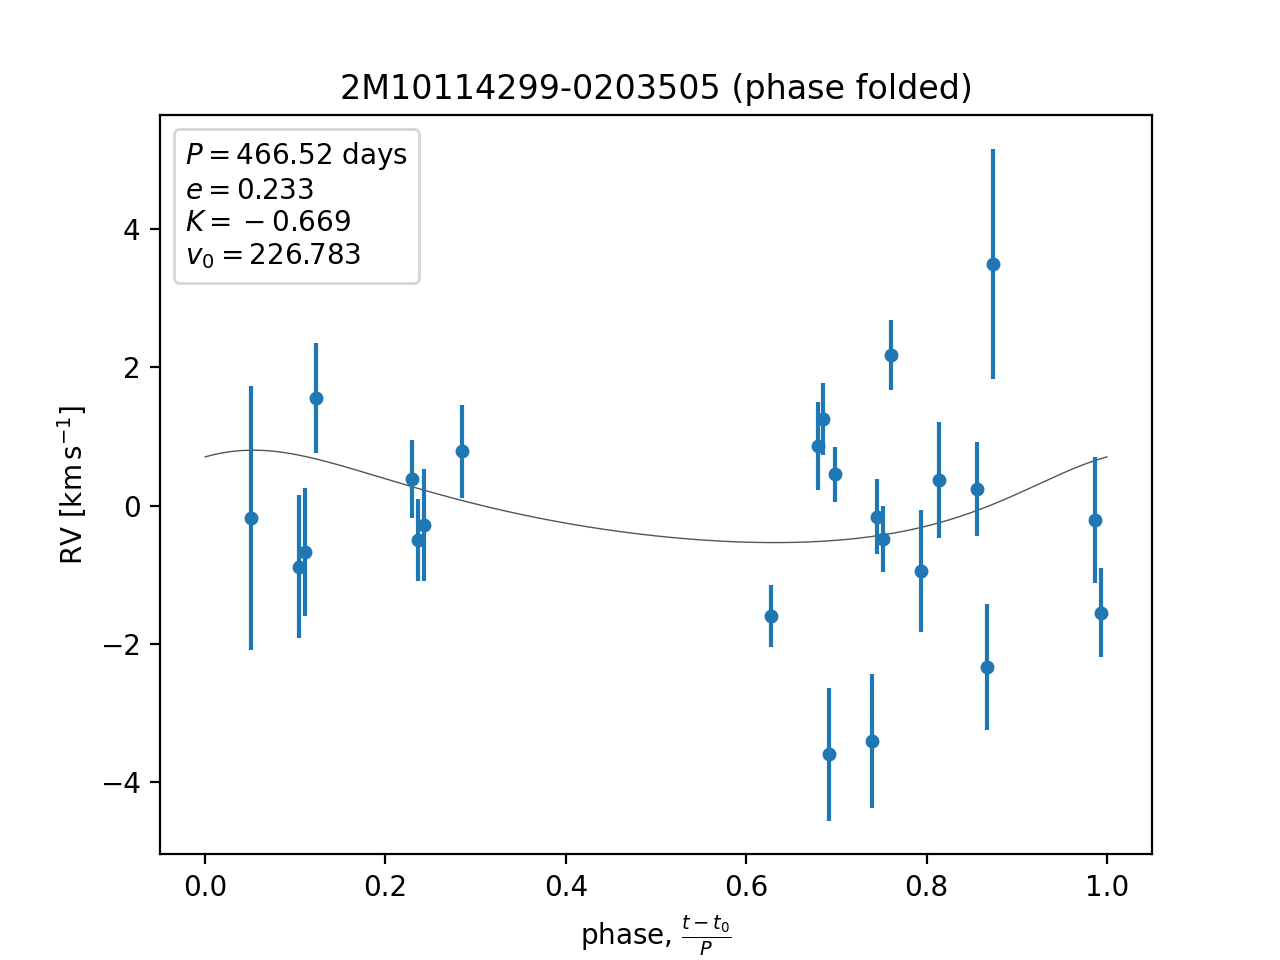 2M10114299-0203505 (phase folded)
P = 466.52 days
e = 0.233
K = −0.669
v₀ = 226.783
4
2
0
−2
−4
RV [km s⁻¹]
0.0 0.2 0.4 0.6 0.8 1.0
phase, (t − t₀)/P